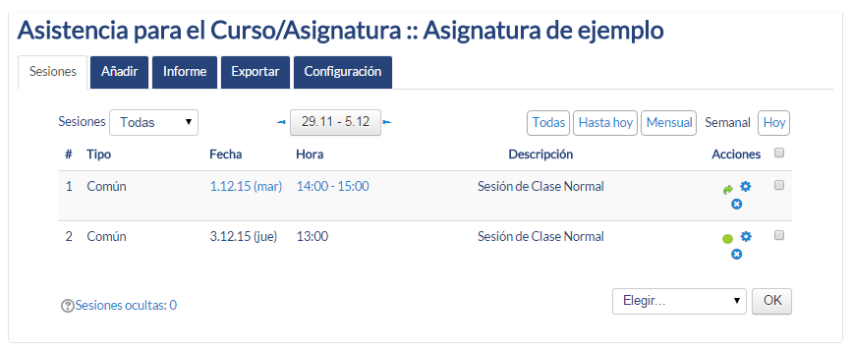 Asistencia para el Curso/Asignatura :: Asignatura de ejemplo
Sesiones Añadir Informe Exportar Configuración
Sesiones Todas 29.11 - 5.12 Todas Hasta hoy Mensual Semanal Hoy
# Tipo Fecha Hora Descripción Acciones
1 Común 1.12.15 (mar) 14:00 - 15:00 Sesión de Clase Normal
2 Común 3.12.15 (jue) 13:00 Sesión de Clase Normal
Sesiones ocultas: 0 Elegir... OK